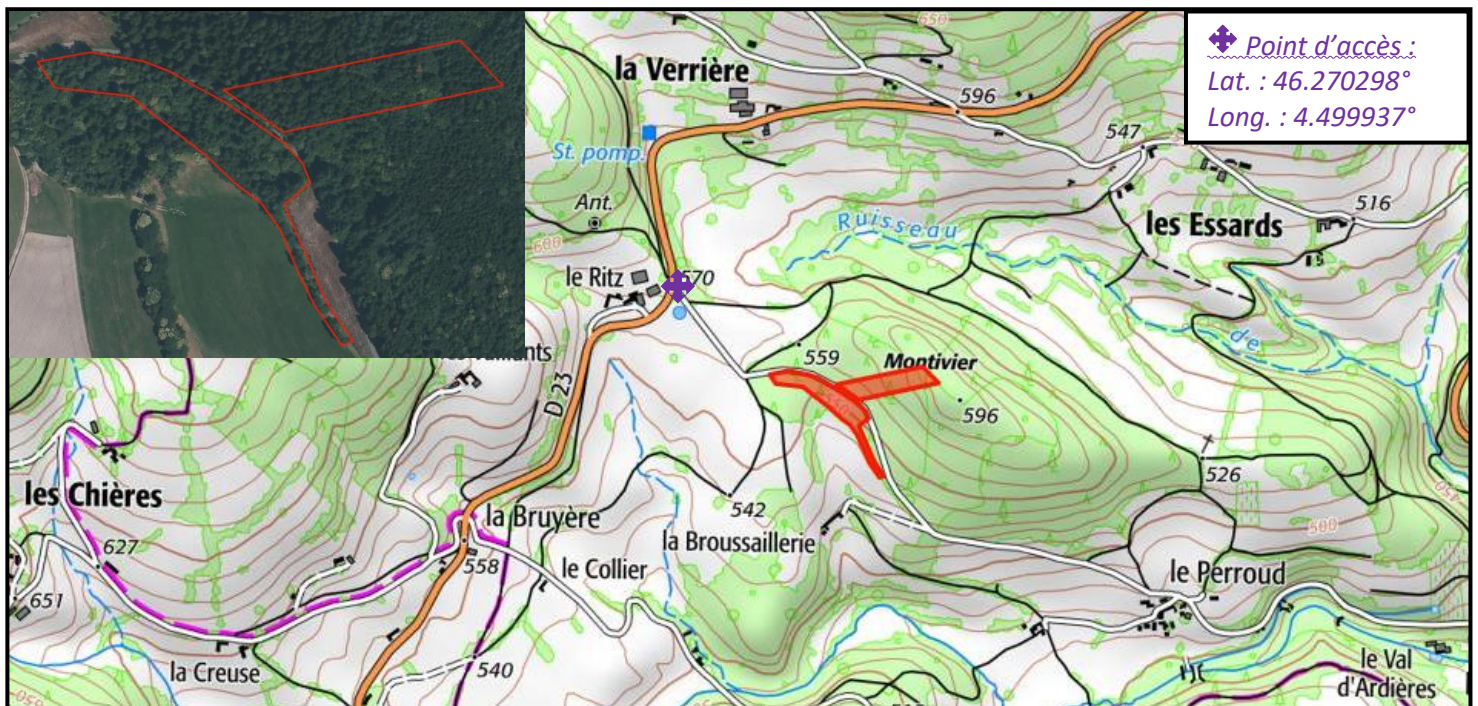 Point d'accès :
Lat. : 46.270298°
Long. : 4.499937°
650
la Verrière
596
547
St. pomp.
Ant.
Ruisseau
les Essards
516
600
le Ritz
570
de
559
Montivier
D 23
596
526
450
les Chières
542
500
la Bruyère
la Broussaillerie
627
558
le Collier
le Perroud
651
la Creuse
540
le Val
d'Ardières
650